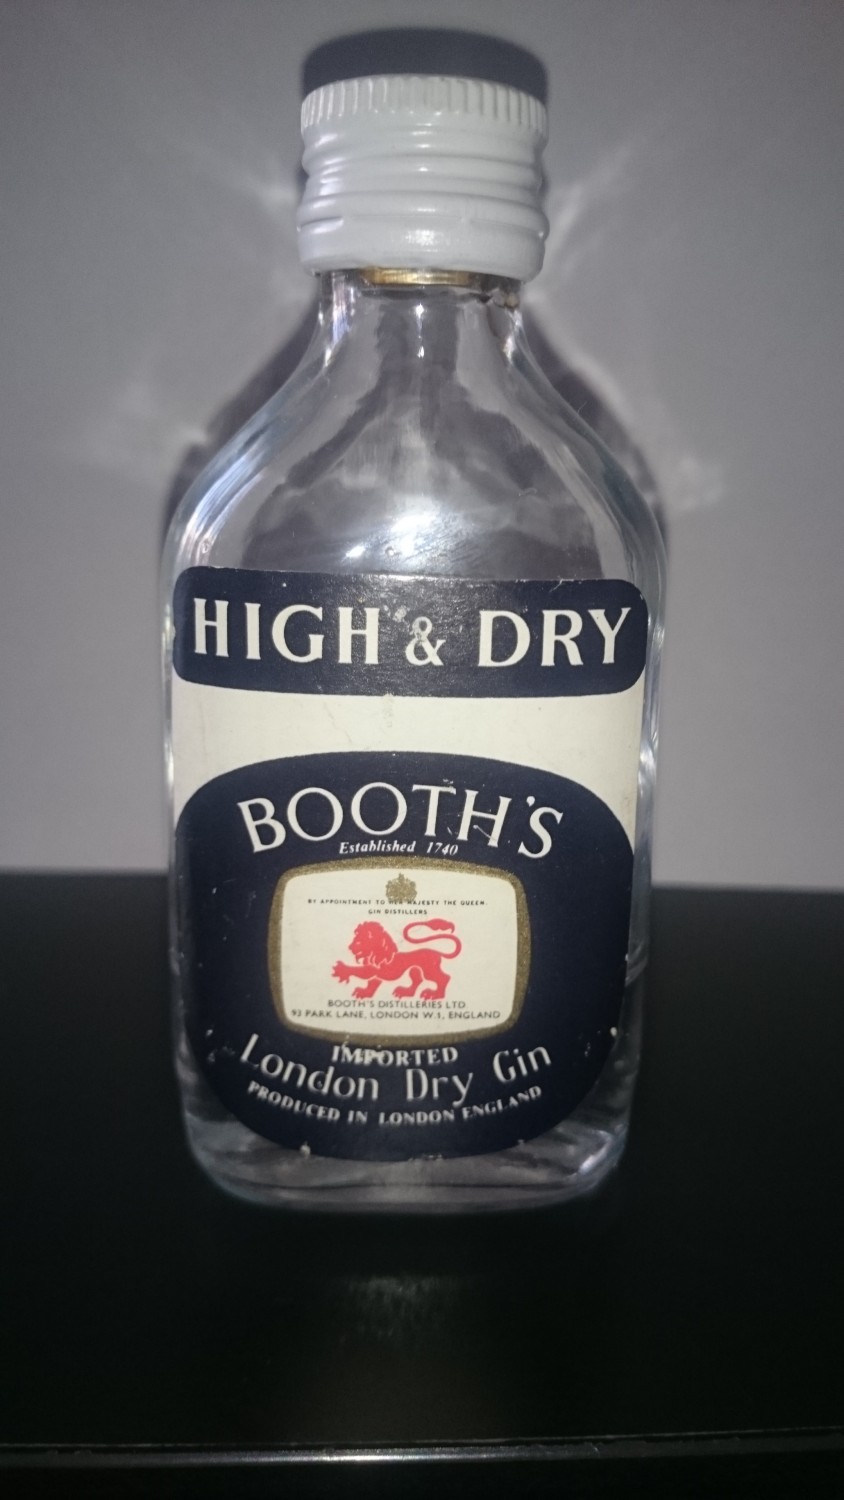 HIGH & DRY
BOOTH'S
Established 1740
BY APPOINTMENT TO HER MAJESTY THE QUEEN.
GIN DISTILLERS
BOOTH'S DISTILLERIES LTD.
93 PARK LANE, LONDON W.1, ENGLAND
IMPORTED
London Dry Gin
PRODUCED IN LONDON ENGLAND